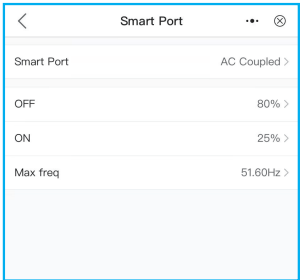 Smart Port
Smart Port AC Coupled
OFF 80%
ON 25%
Max freq 51.60Hz